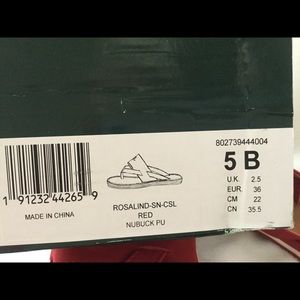 802739444004
5 B
U.K. 2.5
EUR. 36
CM 22
CN 35.5
1 91232 44265 9
MADE IN CHINA
ROSALIND-SN-CSL
RED
NUBUCK PU